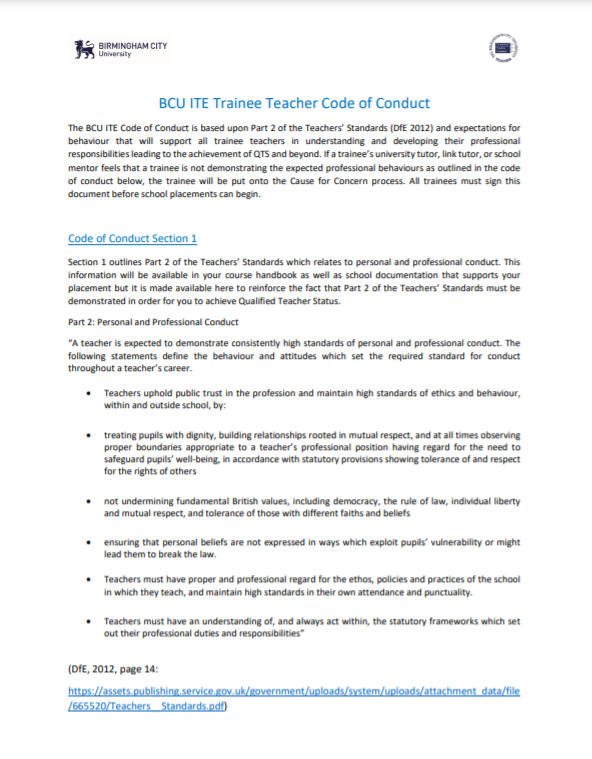 BIRMINGHAM CITY
University
BCU ITE Trainee Teacher Code of Conduct
The BCU ITE Code of Conduct is based upon Part 2 of the Teachers' Standards (DfE 2012) and expectations for
behaviour that will support all trainee teachers in understanding and developing their professional
responsibilities leading to the achievement of QTS and beyond. If a trainee's university tutor, link tutor, or school
mentor feels that a trainee is not demonstrating the expected professional behaviours as outlined in the code
of conduct below, the trainee will be put onto the Cause for Concern process. All trainees must sign this
document before school placements can begin.
Code of Conduct Section 1
Section 1 outlines Part 2 of the Teachers' Standards which relates to personal and professional conduct. This
information will be available in your course handbook as well as school documentation that supports your
placement but it is made available here to reinforce the fact that Part 2 of the Teachers' Standards must be
demonstrated in order for you to achieve Qualified Teacher Status.
Part 2: Personal and Professional Conduct
"A teacher is expected to demonstrate consistently high standards of personal and professional conduct. The
following statements define the behaviour and attitudes which set the required standard for conduct
throughout a teacher's career.
• Teachers uphold public trust in the profession and maintain high standards of ethics and behaviour,
within and outside school, by:
• treating pupils with dignity, building relationships rooted in mutual respect, and at all times observing
proper boundaries appropriate to a teacher's professional position having regard for the need to
safeguard pupils' well-being, in accordance with statutory provisions showing tolerance of and respect
for the rights of others
• not undermining fundamental British values, including democracy, the rule of law, individual liberty
and mutual respect, and tolerance of those with different faiths and beliefs
• ensuring that personal beliefs are not expressed in ways which exploit pupils' vulnerability or might
lead them to break the law.
• Teachers must have proper and professional regard for the ethos, policies and practices of the school
in which they teach, and maintain high standards in their own attendance and punctuality.
• Teachers must have an understanding of, and always act within, the statutory frameworks which set
out their professional duties and responsibilities"
(DfE, 2012, page 14:
https://assets.publishing.service.gov.uk/government/uploads/system/uploads/attachment_data/file
/665520/Teachers__Standards.pdf)